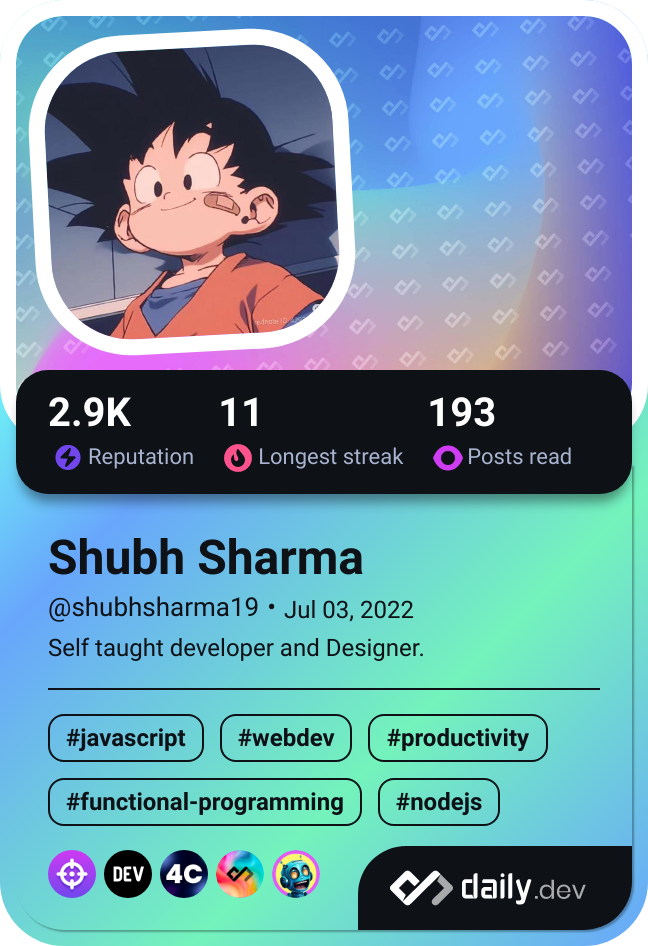 2.9K 11 193
Reputation Longest streak Posts read
Shubh Sharma
@shubhsharma19 • Jul 03, 2022
Self taught developer and Designer.
#javascript #webdev #productivity
#functional-programming #nodejs
DEV 4C
daily.dev